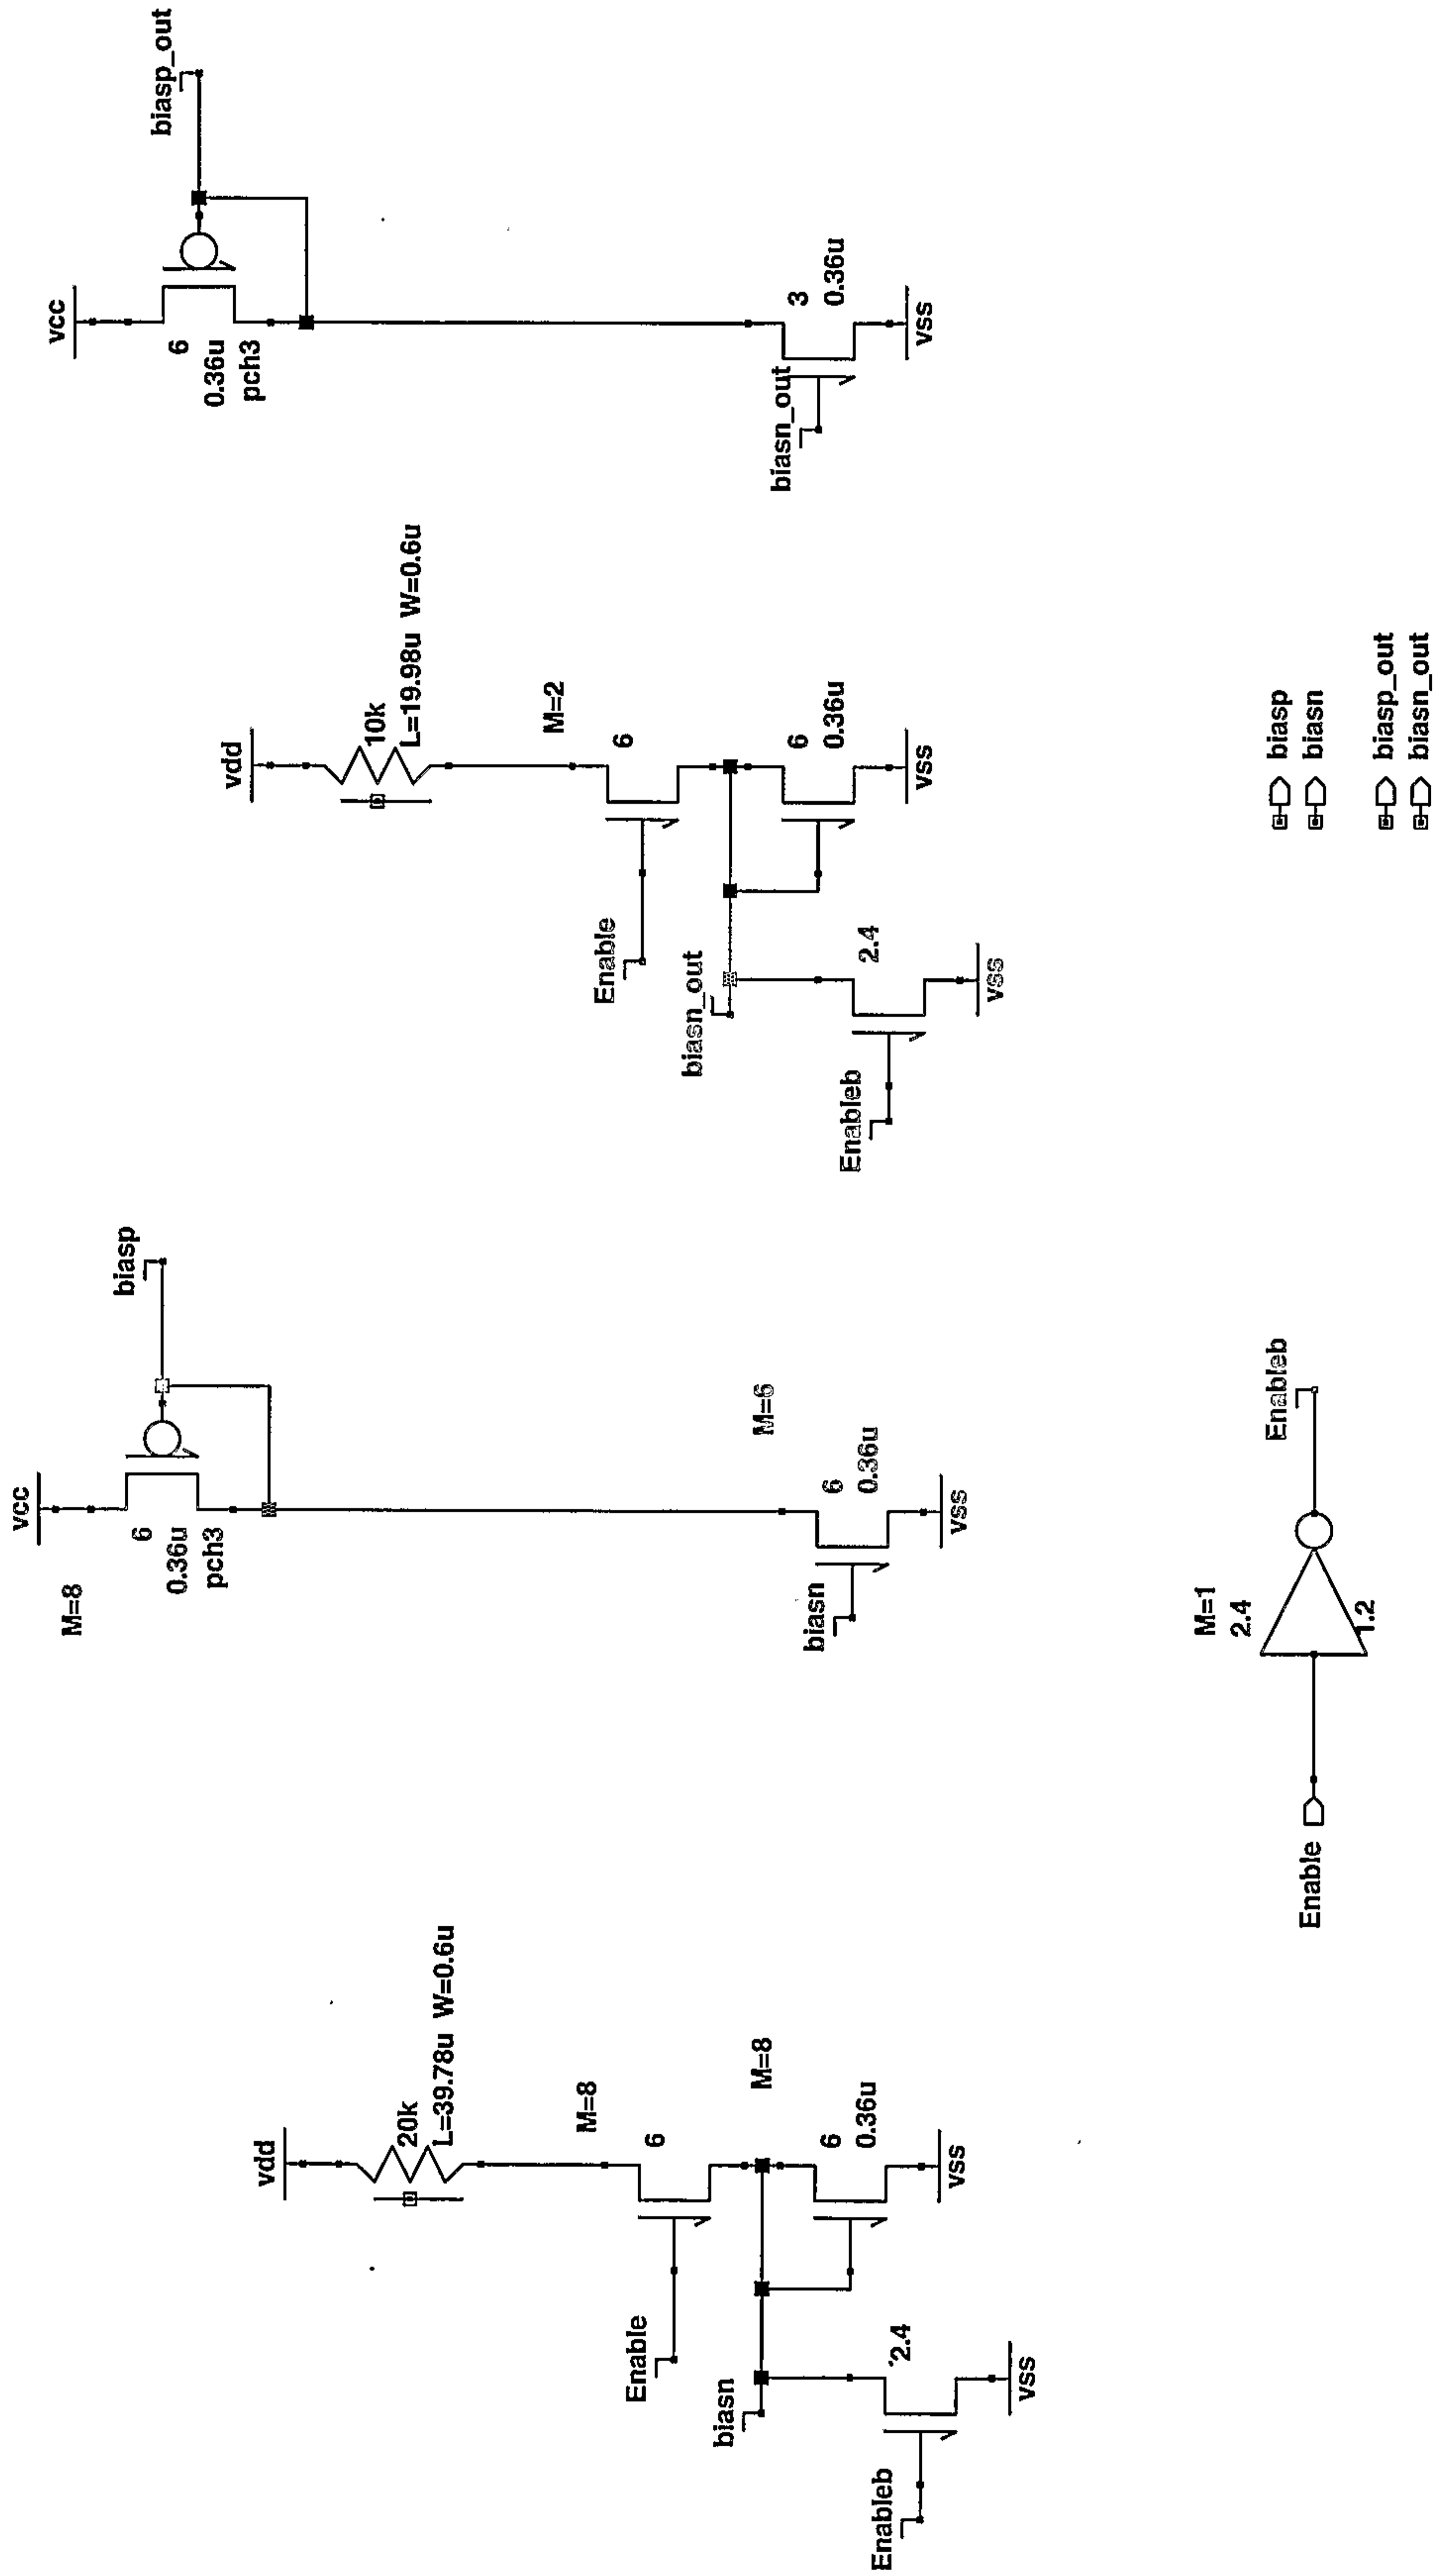 vdd
20k
L=39.78u W=0.6u
M=8
6
Enable
M=8
biasn
6
0.36u
2.4
Enableb
vss
vss
vcc
M=8
6
0.36u
pch3
biasp
M=6
biasn
6
0.36u
vss
vdd
10k
L=19.98u W=0.6u
M=2
6
Enable
biasn_out
6
0.36u
2.4
Enableb
vss
vss
vcc
6
0.36u
pch3
biasp_out
biasn_out
3
0.36u
vss
Enable
M=1
2.4
1.2
Enableb
biasp
biasn
biasp_out
biasn_out